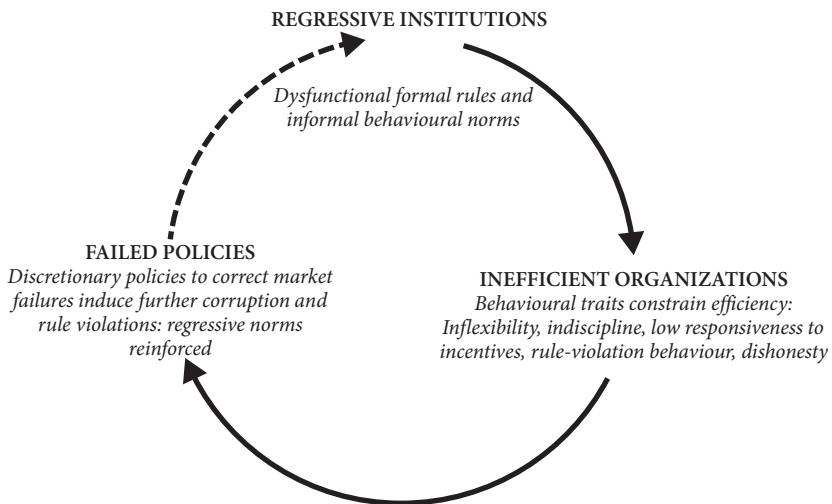 REGRESSIVE INSTITUTIONS
Dysfunctional formal rules and
informal behavioural norms
FAILED POLICIES
Discretionary policies to correct market
failures induce further corruption and
rule violations: regressive norms
reinforced
INEFFICIENT ORGANIZATIONS
Behavioural traits constrain efficiency:
Inflexibility, indiscipline, low responsiveness to
incentives, rule-violation behaviour, dishonesty